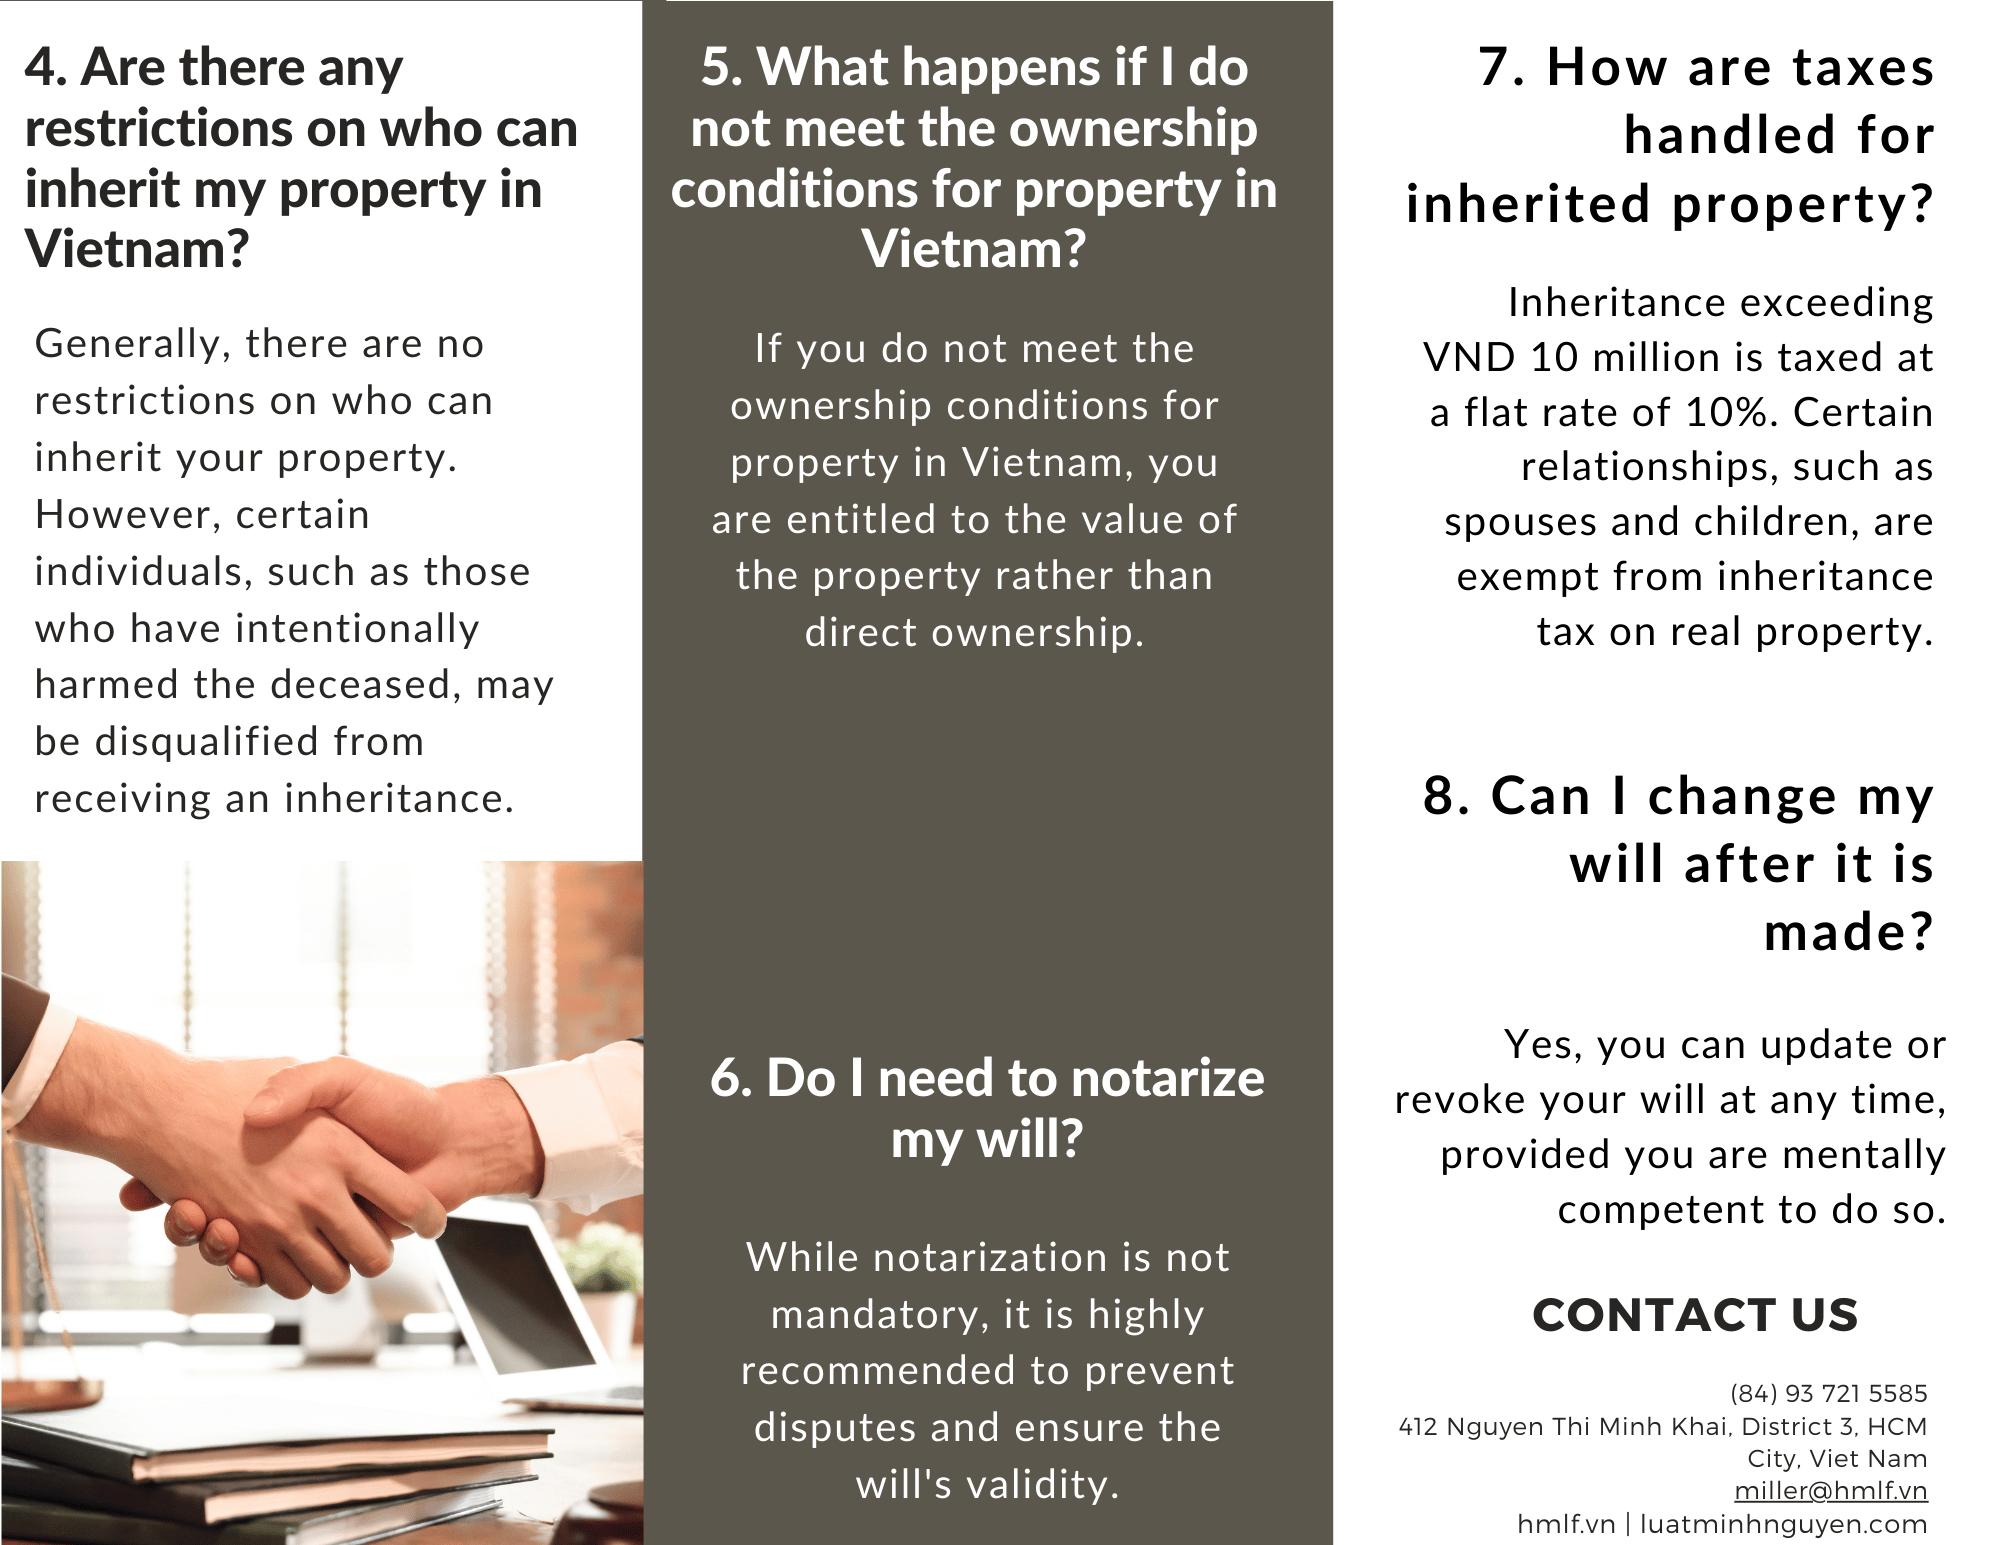 4. Are there any
restrictions on who can
inherit my property in
Vietnam?
Generally, there are no
restrictions on who can
inherit your property.
However, certain
individuals, such as those
who have intentionally
harmed the deceased, may
be disqualified from
receiving an inheritance.
5. What happens if I do
not meet the ownership
conditions for property in
Vietnam?
If you do not meet the
ownership conditions for
property in Vietnam, you
are entitled to the value of
the property rather than
direct ownership.
6. Do I need to notarize
my will?
While notarization is not
mandatory, it is highly
recommended to prevent
disputes and ensure the
will's validity.
7. How are taxes
handled for
inherited property?
Inheritance exceeding
VND 10 million is taxed at
a flat rate of 10%. Certain
relationships, such as
spouses and children, are
exempt from inheritance
tax on real property.
8. Can I change my
will after it is
made?
Yes, you can update or
revoke your will at any time,
provided you are mentally
competent to do so.
CONTACT US
(84) 93 721 5585
412 Nguyen Thi Minh Khai, District 3, HCM
City, Viet Nam
miller@hmlf.vn
hmlf.vn | luatminhnguyen.com